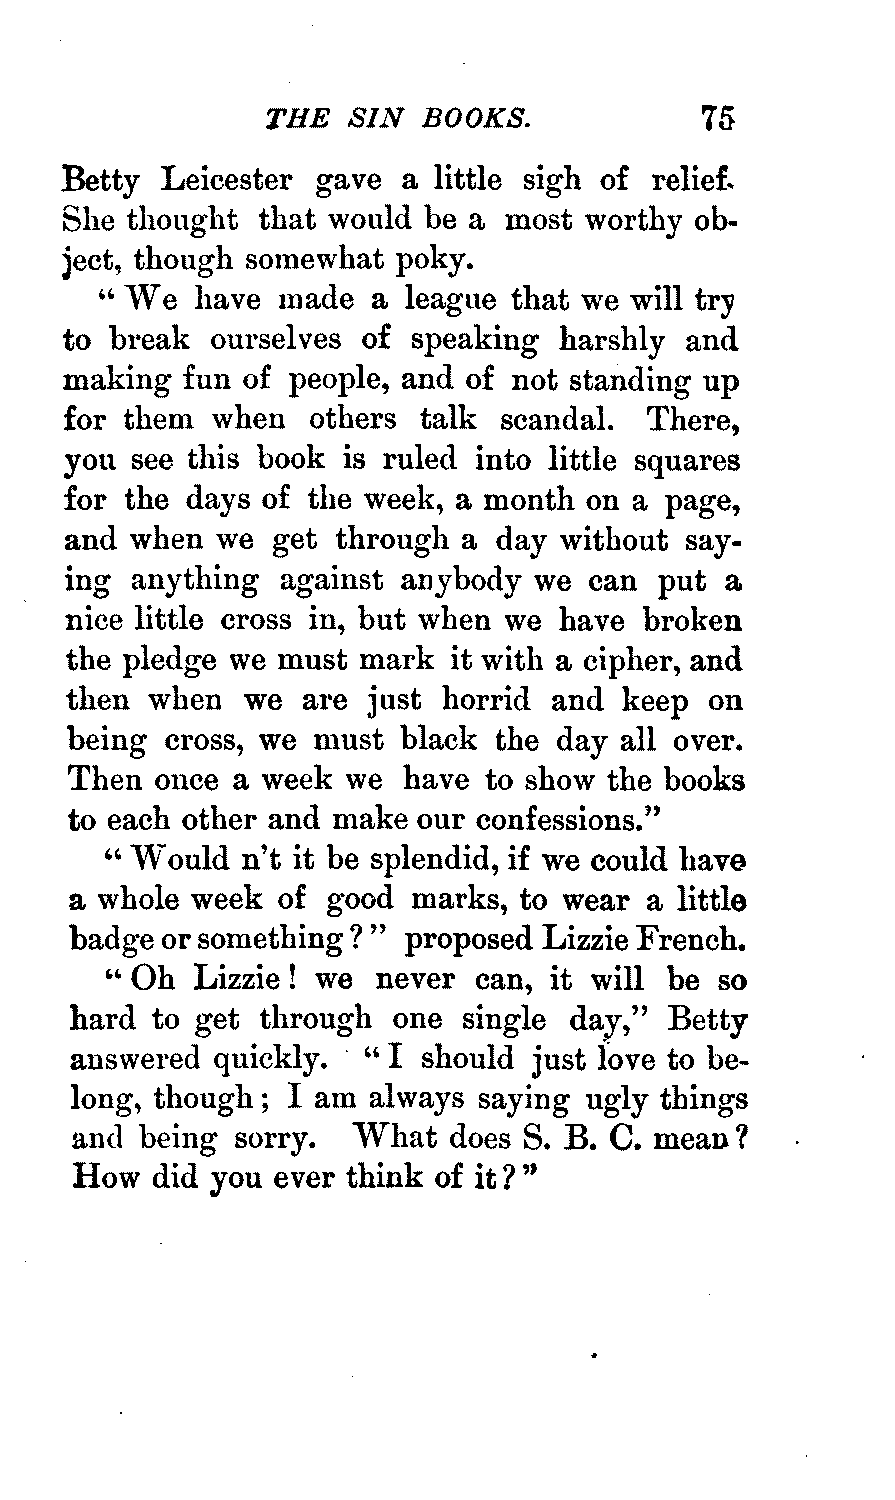 THE SIN BOOKS. 75
Betty Leicester gave a little sigh of relief.
She thought that would be a most worthy ob-
ject, though somewhat poky.
“We have made a league that we will try
to break ourselves of speaking harshly and
making fun of people, and of not standing up
for them when others talk scandal. There,
you see this book is ruled into little squares
for the days of the week, a month on a page,
and when we get through a day without say-
ing anything against anybody we can put a
nice little cross in, but when we have broken
the pledge we must mark it with a cipher, and
then when we are just horrid and keep on
being cross, we must black the day all over.
Then once a week we have to show the books
to each other and make our confessions.”
“Would n’t it be splendid, if we could have
a whole week of good marks, to wear a little
badge or something?” proposed Lizzie French.
“Oh Lizzie! we never can, it will be so
hard to get through one single day,” Betty
answered quickly. “I should just love to be-
long, though; I am always saying ugly things
and being sorry. What does S. B. C. mean?
How did you ever think of it?”